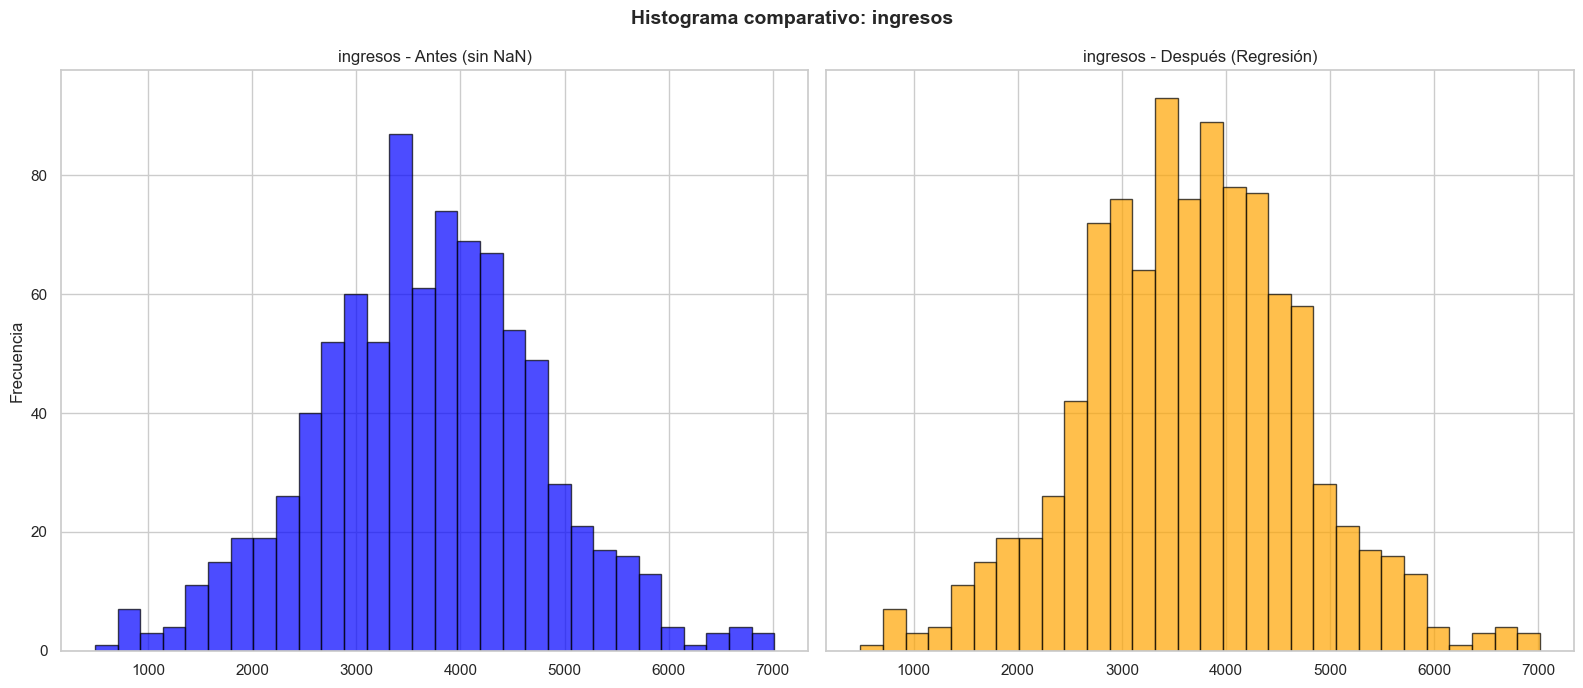 Histograma comparativo: ingresos
ingresos - Antes (sin NaN)
ingresos - Después (Regresión)
Frecuencia
80
60
40
20
0
1000 2000 3000 4000 5000 6000 7000
1000 2000 3000 4000 5000 6000 7000